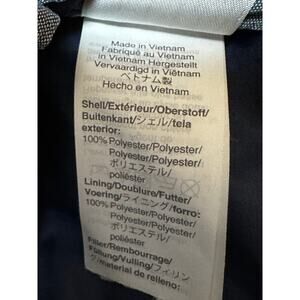 Made in Vietnam
Fabriqué au Vietnam
in Vietnam Hergestellt
Vervaardigd in Viëtnam
ベトナム製
Hecho en Vietnam
Shell/Extérieur/Oberstoff/
Buitenkant/シェル/tela
exterior:
100% Polyester/Polyester/
Polyester/Polyester/
ポリエステル/
poliéster
Lining/Doublure/Futter/
Voering/ライニング/forro:
100% Polyester/Polyester/
Polyester/Polyester/
ポリエステル/
poliéster
Filler/Rembourrage/
Füllung/Vulling/フィリン
グ/material de relleno: